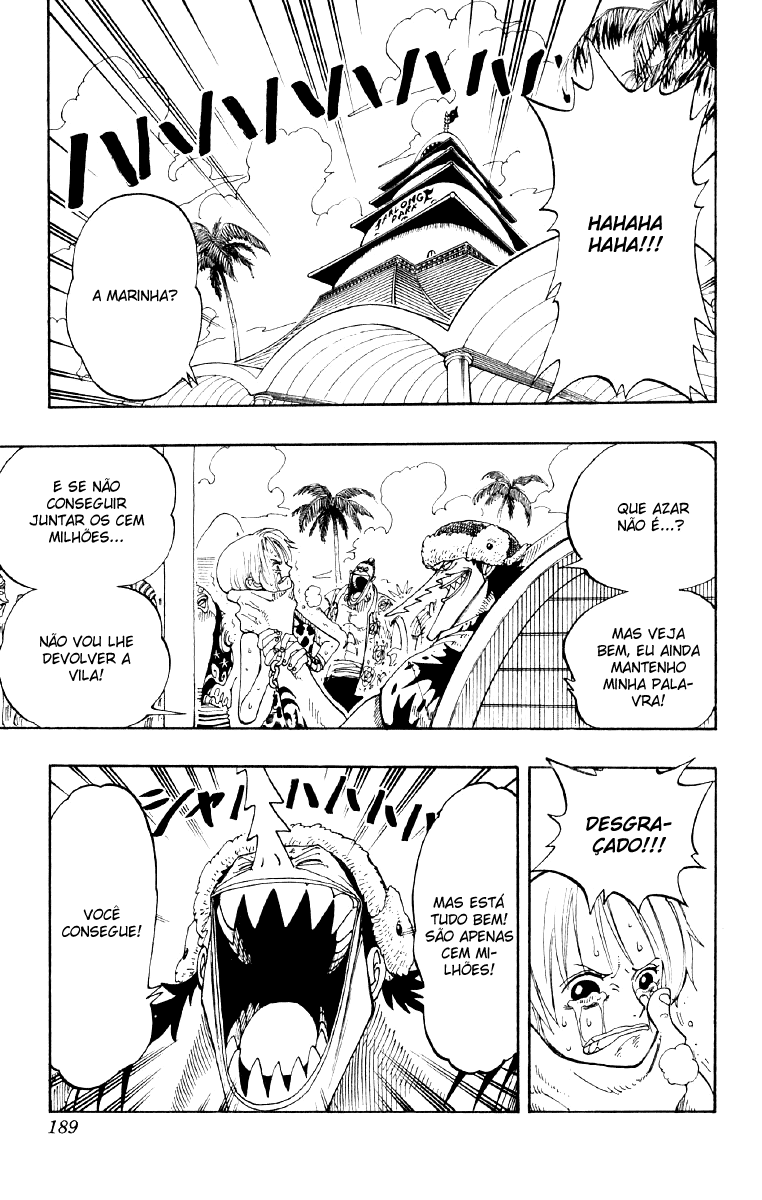 HAHAHA
HAHA!!!
ハハハハハハハ
ARLONG
PARK
A MARINHA?
QUE AZAR
NÃO É...?
MAS VEJA
BEM, EU AINDA
MANTENHO
MINHA PALA-
VRA!
E SE NÃO
CONSEGUIR
JUNTAR OS CEM
MILHÕES...
NÃO VOU LHE
DEVOLVER A
VILA!
DESGRA-
ÇADO!!!
MAS ESTÁ
TUDO BEM!
SÃO APENAS
CEM MI-
LHÕES!
シャハハハハハ
VOCÊ
CONSEGUE!
189